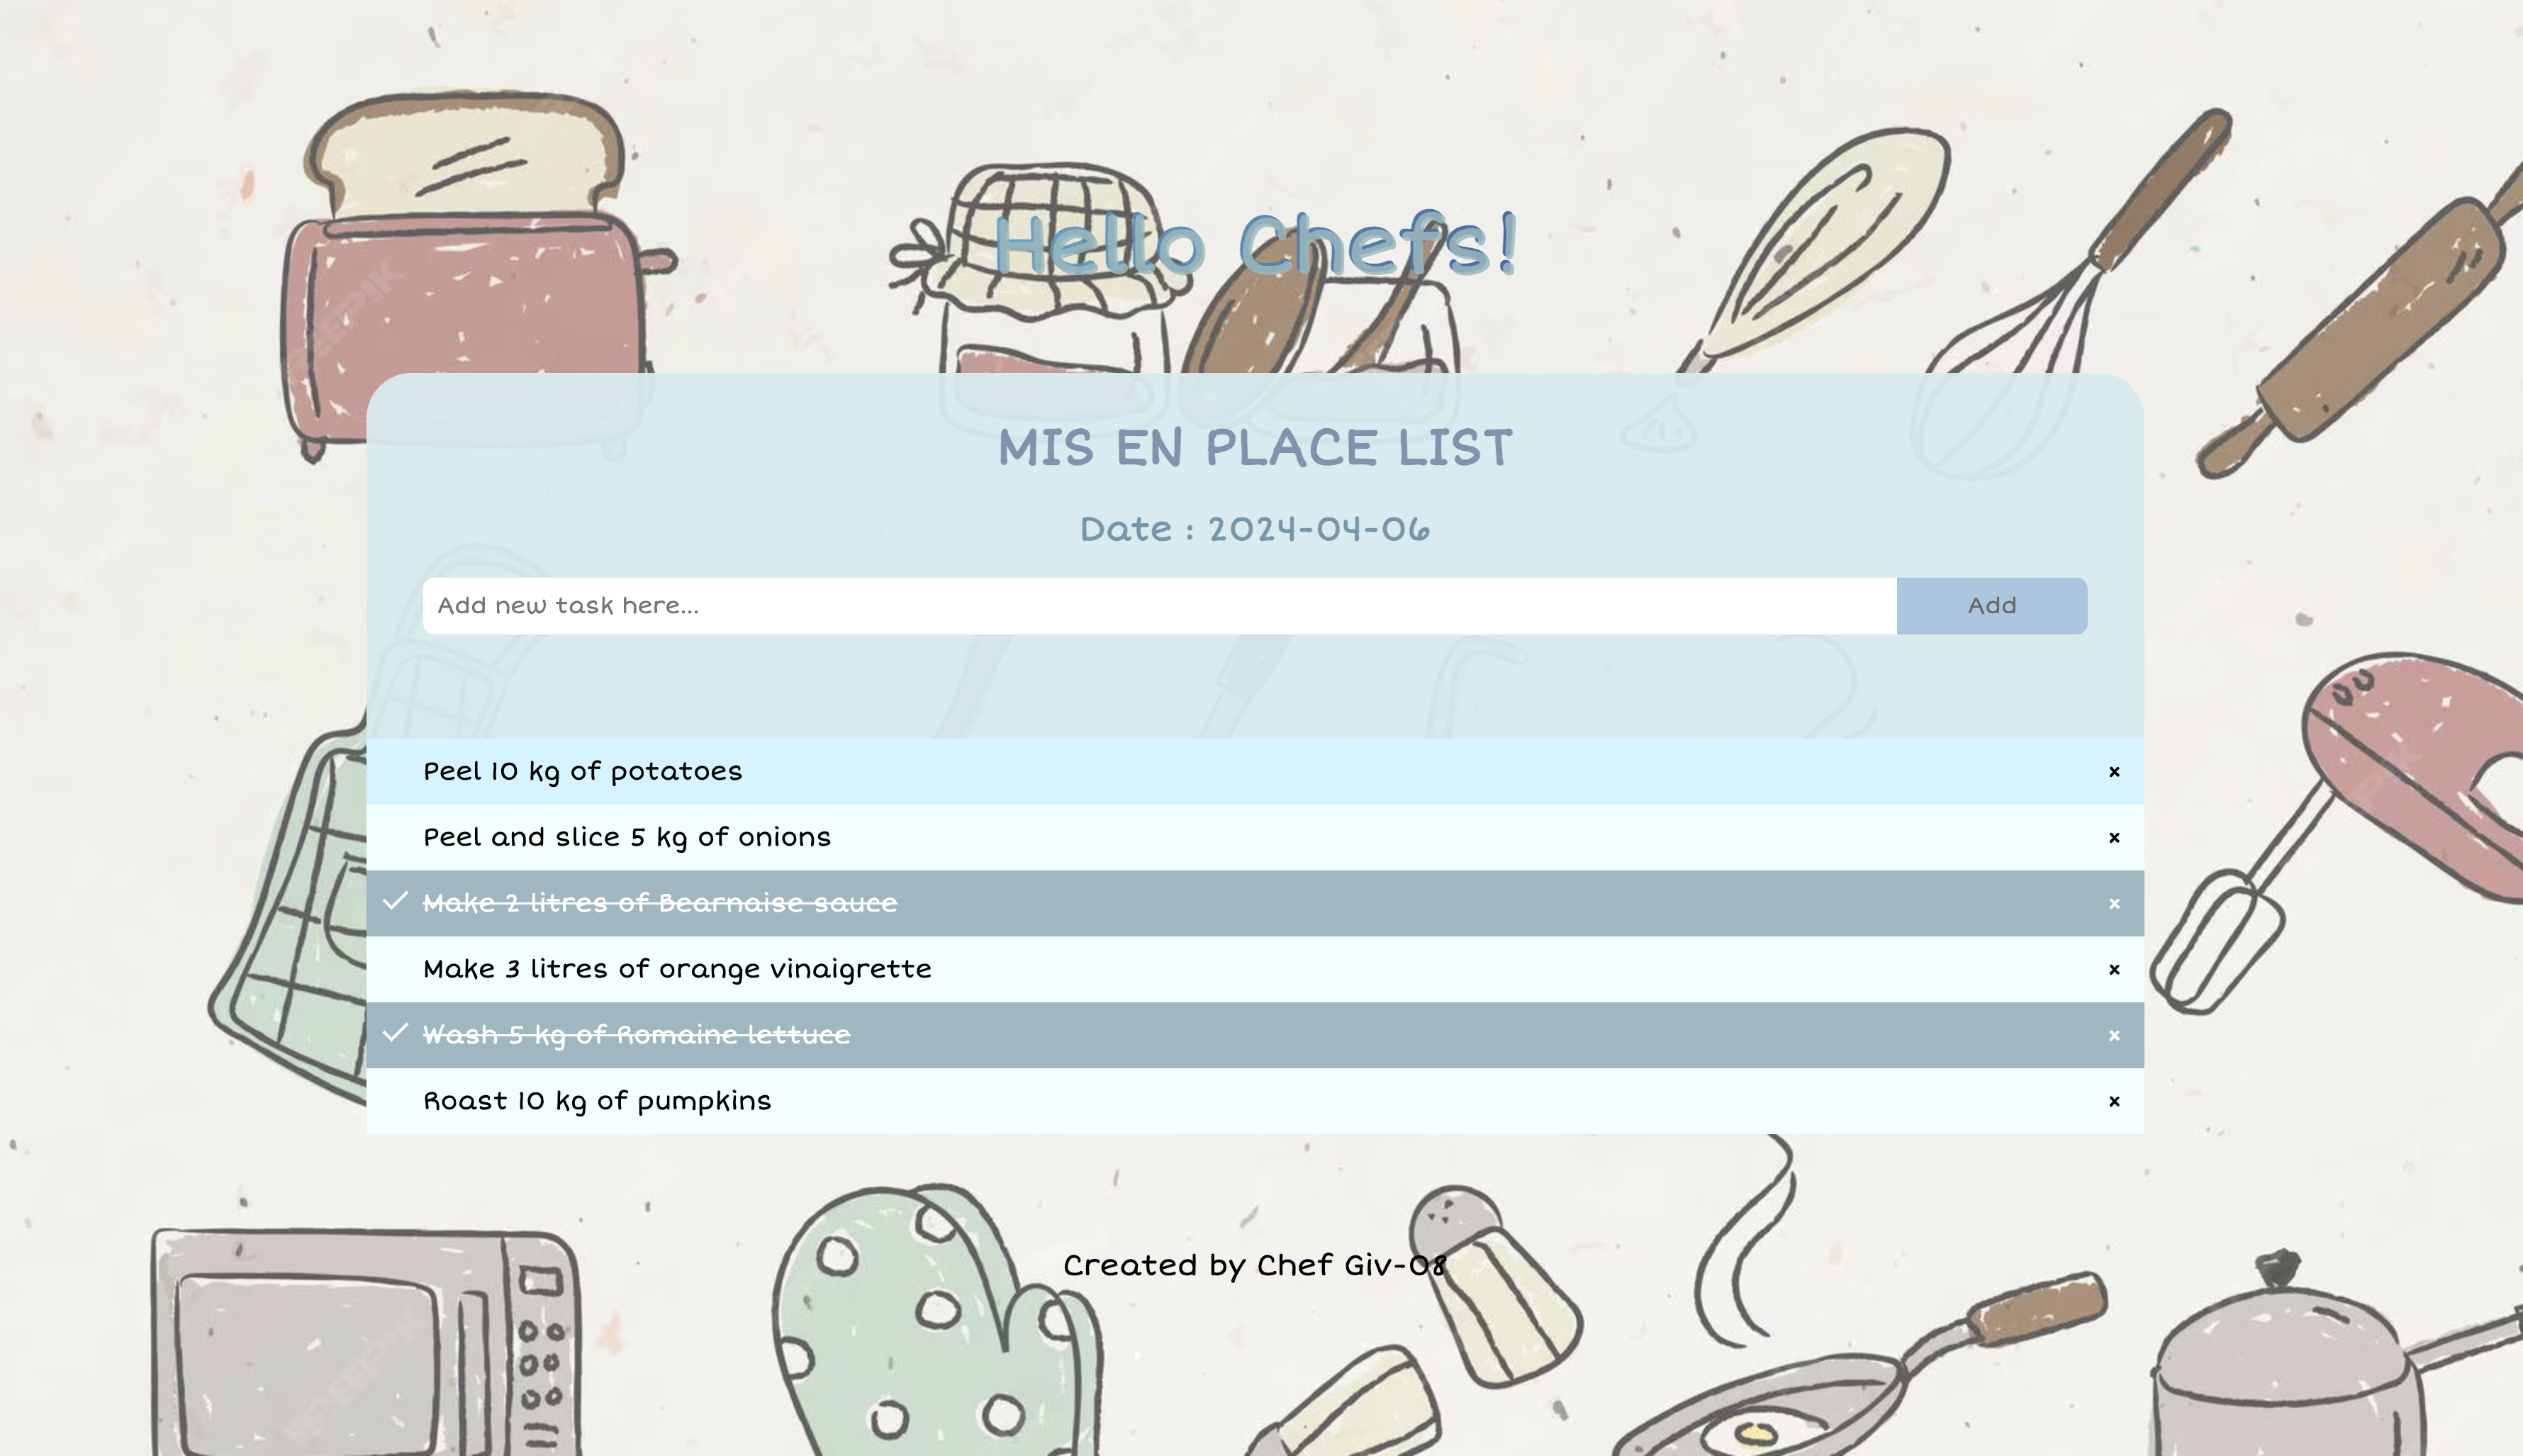 Hello Chefs!
MIS EN PLACE LIST
Date : 2024-04-06
Add new task here...
Add
Peel 10 kg of potatoes
×
Peel and slice 5 kg of onions
×
Make 2 litres of Bearnaise sauce
×
Make 3 litres of orange vinaigrette
×
Wash 5 kg of Romaine lettuce
×
Roast 10 kg of pumpkins
×
Created by Chef Giv-08